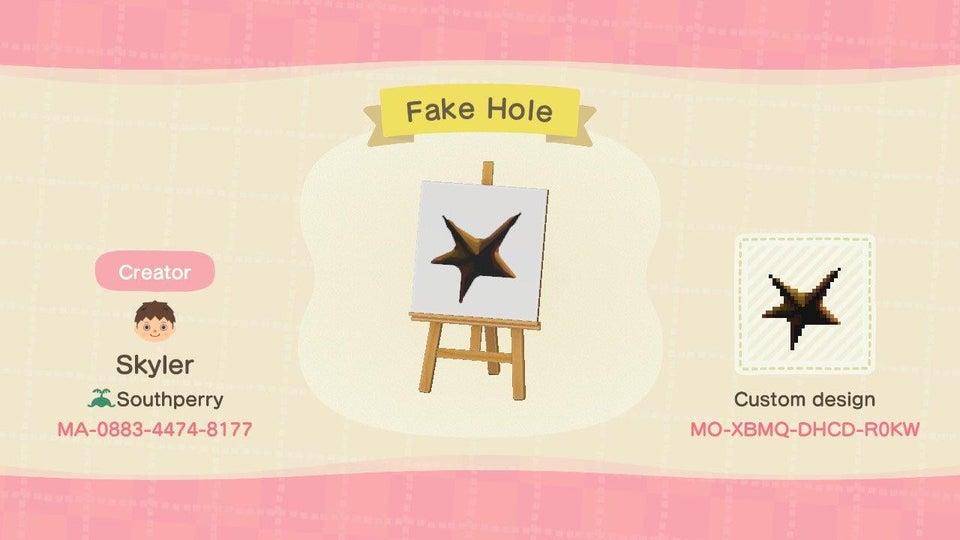 Fake Hole
Creator
Skyler
Southperry
MA-0883-4474-8177
Custom design
MO-XBMQ-DHCD-R0KW